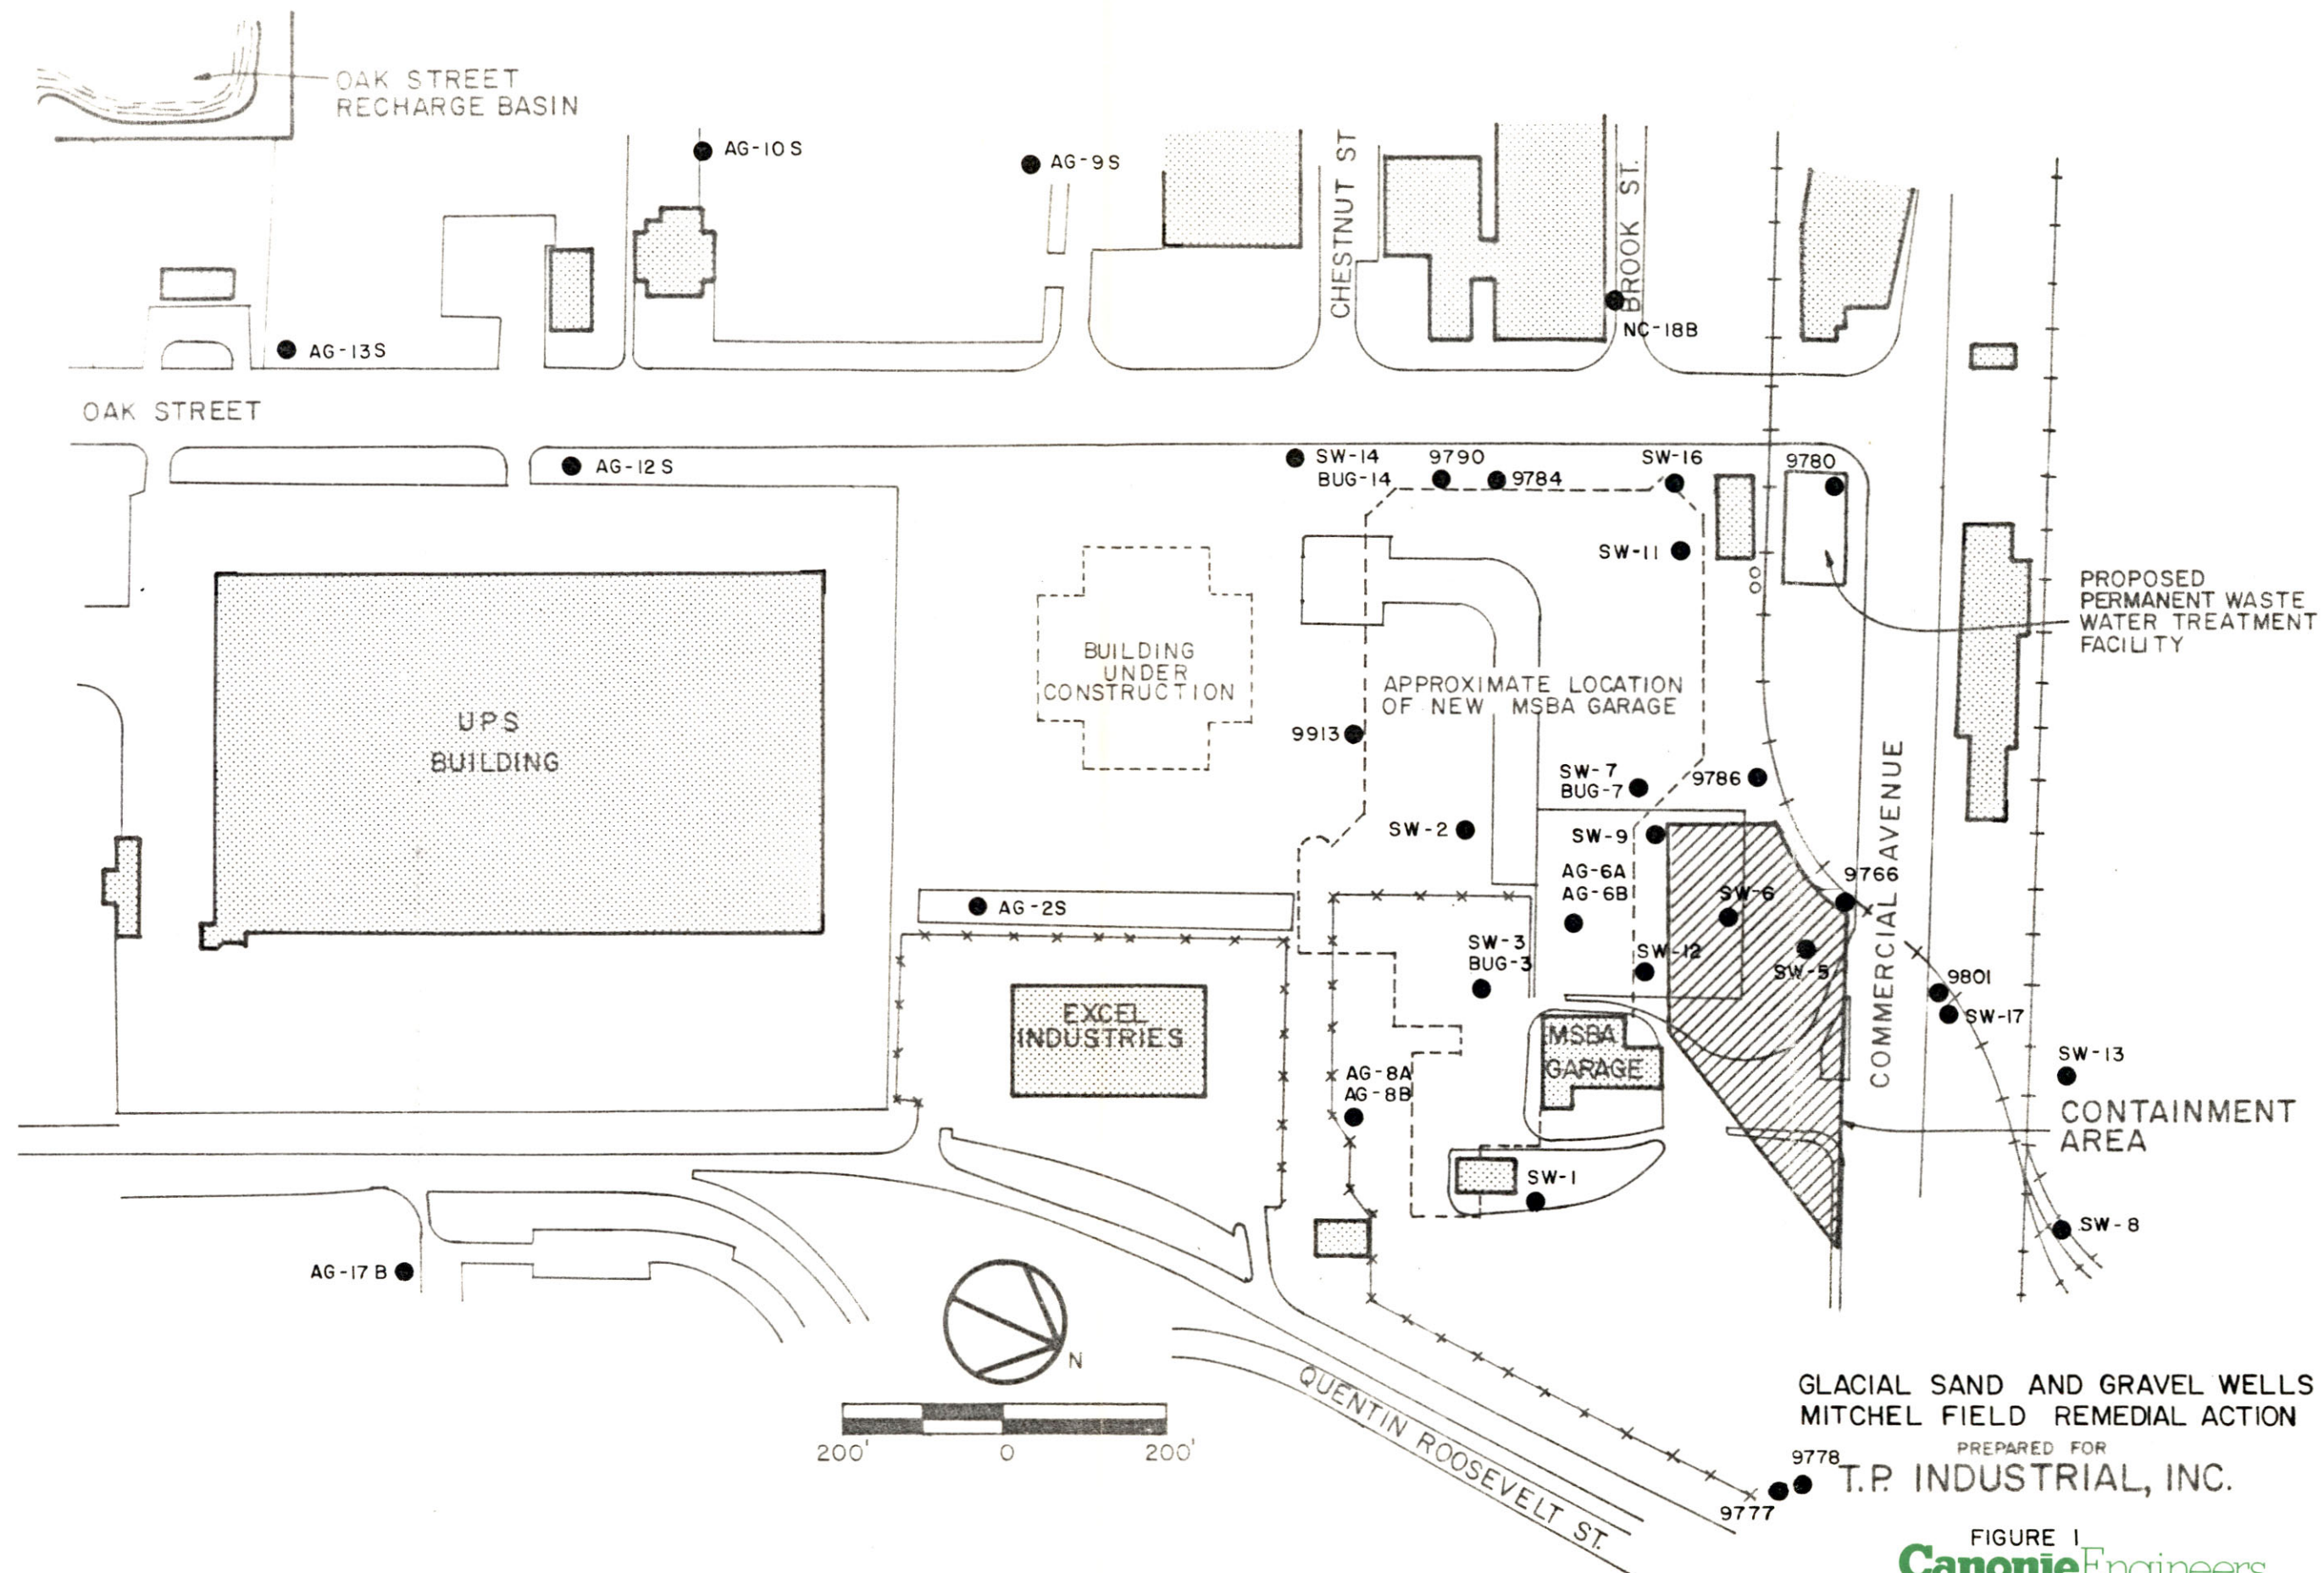 OAK STREET
RECHARGE BASIN
AG-10S
AG-9S
CHESTNUT ST
BROOK ST.
NC-18B
AG-13S
OAK STREET
AG-12S
SW-14
BUG-14
9790
9784
SW-16
9780
SW-11
PROPOSED
PERMANENT WASTE
WATER TREATMENT
FACILITY
BUILDING
UNDER
CONSTRUCTION
APPROXIMATE LOCATION
OF NEW MSBA GARAGE
UPS
BUILDING
9913
SW-7
BUG-7
9786
SW-2
SW-9
AG-6A
AG-6B
9766
SW-6
COMMERCIAL AVENUE
AG-2S
SW-3
BUG-3
SW-12
SW-5
9801
SW-17
EXCEL
INDUSTRIES
MSBA
GARAGE
SW-13
AG-8A
AG-8B
CONTAINMENT
AREA
SW-1
SW-8
AG-17B
N
200' 0 200'
QUENTIN ROOSEVELT ST.
GLACIAL SAND AND GRAVEL WELLS
MITCHEL FIELD REMEDIAL ACTION
PREPARED FOR
9778
T.P. INDUSTRIAL, INC.
9777
FIGURE 1
Canonie Engineers